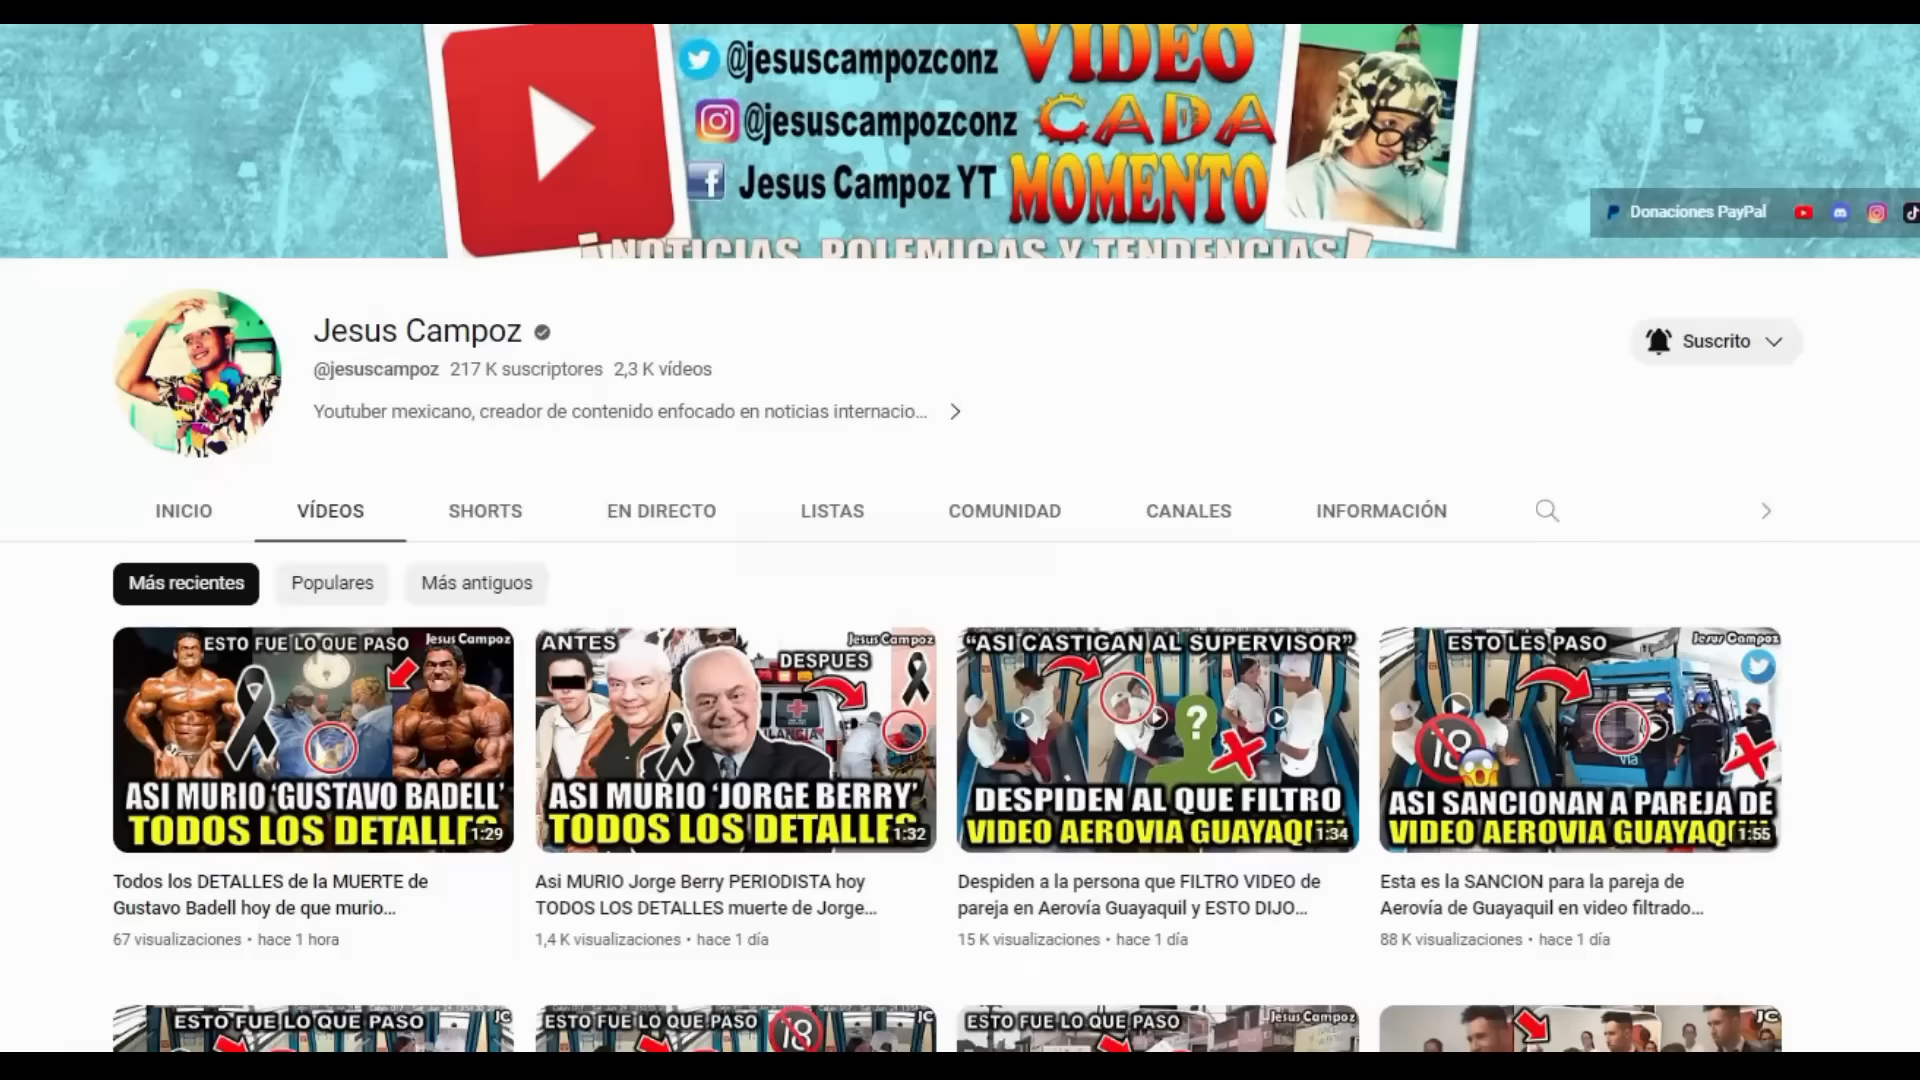 @jesuscampozconz
VIDEO
@jesuscampozconz
CADA
Jesus Campoz YT
MOMENTO
¡NOTICIAS, POLEMICAS Y TENDENCIAS!
Donaciones PayPal
Jesus Campoz
@jesuscampoz 217 K suscriptores 2,3 K vídeos
Youtuber mexicano, creador de contenido enfocado en noticias internacio...
Suscrito
INICIO VÍDEOS SHORTS EN DIRECTO LISTAS COMUNIDAD CANALES INFORMACIÓN
Más recientes Populares Más antiguos
ESTO FUE LO QUE PASO
Jesus Campoz
ASI MURIO 'GUSTAVO BADELL'
TODOS LOS DETALLES
1:29
Todos los DETALLES de la MUERTE de
Gustavo Badell hoy de que murio...
67 visualizaciones • hace 1 hora
ANTES
Jesus Campoz
DESPUES
ASI MURIO 'JORGE BERRY'
TODOS LOS DETALLES
1:32
Asi MURIO Jorge Berry PERIODISTA hoy
TODOS LOS DETALLES muerte de Jorge...
1,4 K visualizaciones • hace 1 día
"ASI CASTIGAN AL SUPERVISOR"
?
DESPIDEN AL QUE FILTRO
VIDEO AEROVIA GUAYAQUIL
1:34
Despiden a la persona que FILTRO VIDEO de
pareja en Aerovía Guayaquil y ESTO DIJO...
15 K visualizaciones • hace 1 día
ESTO LES PASO
Jesus Campoz
18
ASI SANCIONAN A PAREJA DE
VIDEO AEROVIA GUAYAQUIL
1:55
Esta es la SANCION para la pareja de
Aerovía de Guayaquil en video filtrado...
88 K visualizaciones • hace 1 día
ESTO FUE LO QUE PASO
JC
ESTO FUE LO QUE PASO
18
JC
ESTO FUE LO QUE PASO
Jesus Campoz
JC